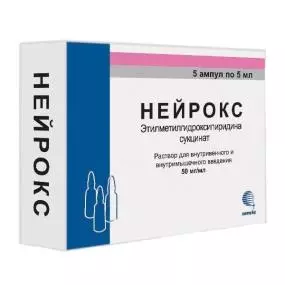 5 ампул по 5 мл
НЕЙРОКС
Этилметилгидроксипиридина
сукцинат
Раствор для внутривенного и
внутримышечного введения
50 мг/мл
НЕЙРОКС